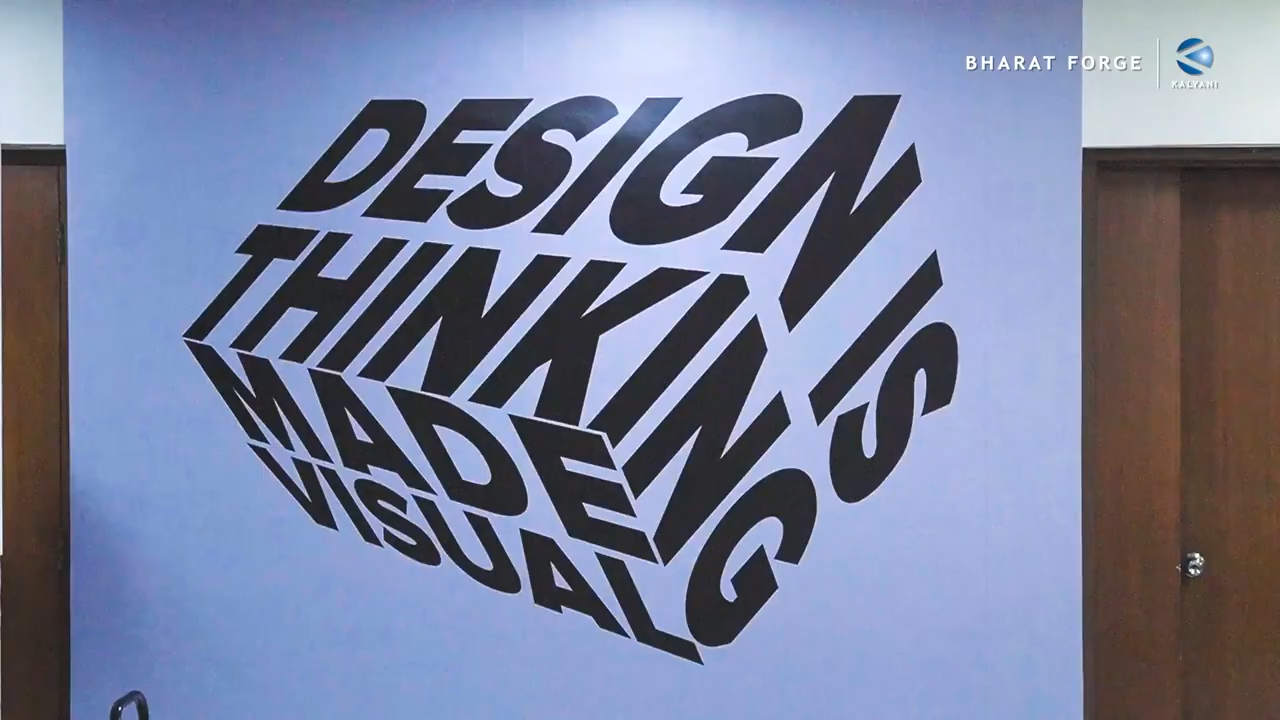 BHARAT FORGE
KALYANI
DESIGN IS
THINKING
MADE
VISUAL